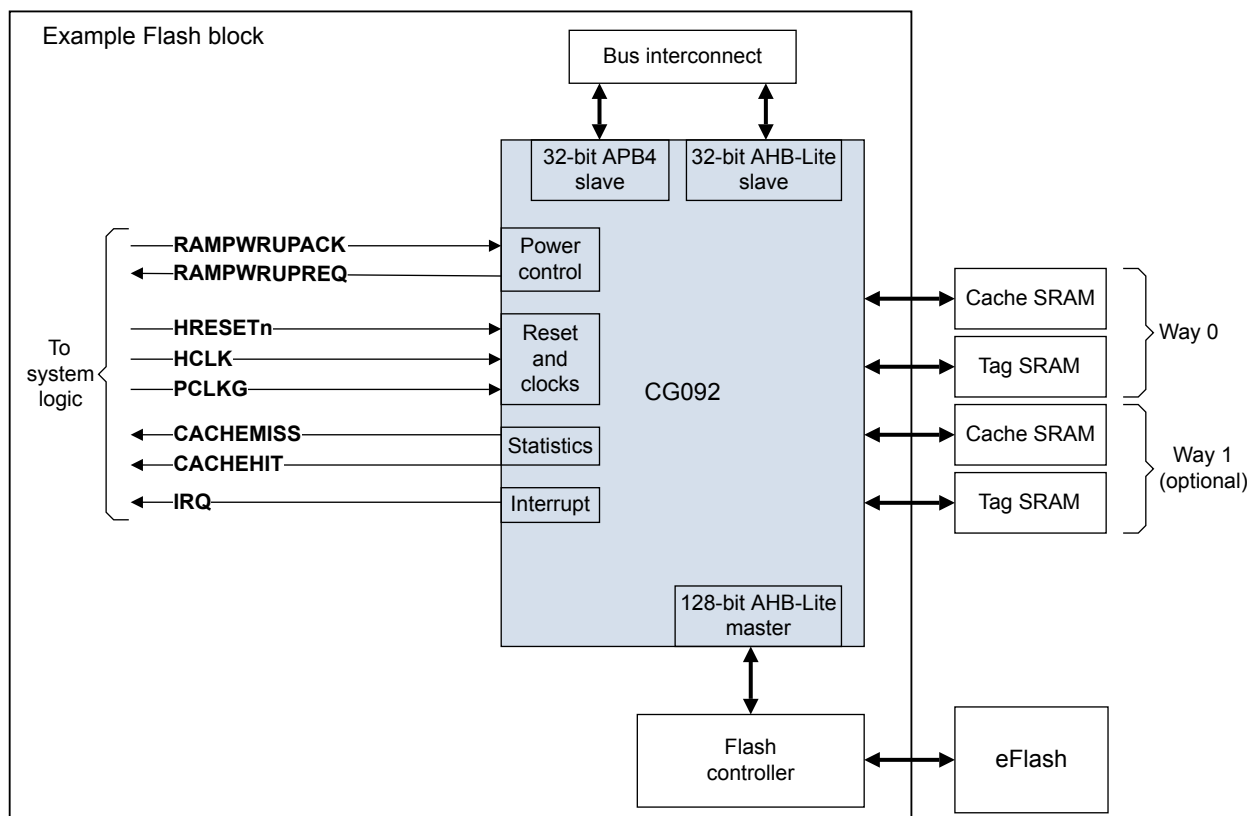 Example Flash block
Bus interconnect
32-bit APB4
slave
32-bit AHB-Lite
slave
RAMPWRUPACK
RAMPWRUPREQ
Power
control
HRESETn
HCLK
PCLKG
Reset
and
clocks
To
system
logic
CG092
CACHEMISS
CACHEHIT
Statistics
IRQ
Interrupt
Cache SRAM
Tag SRAM
Way 0
Cache SRAM
Tag SRAM
Way 1
(optional)
128-bit AHB-Lite
master
Flash
controller
eFlash